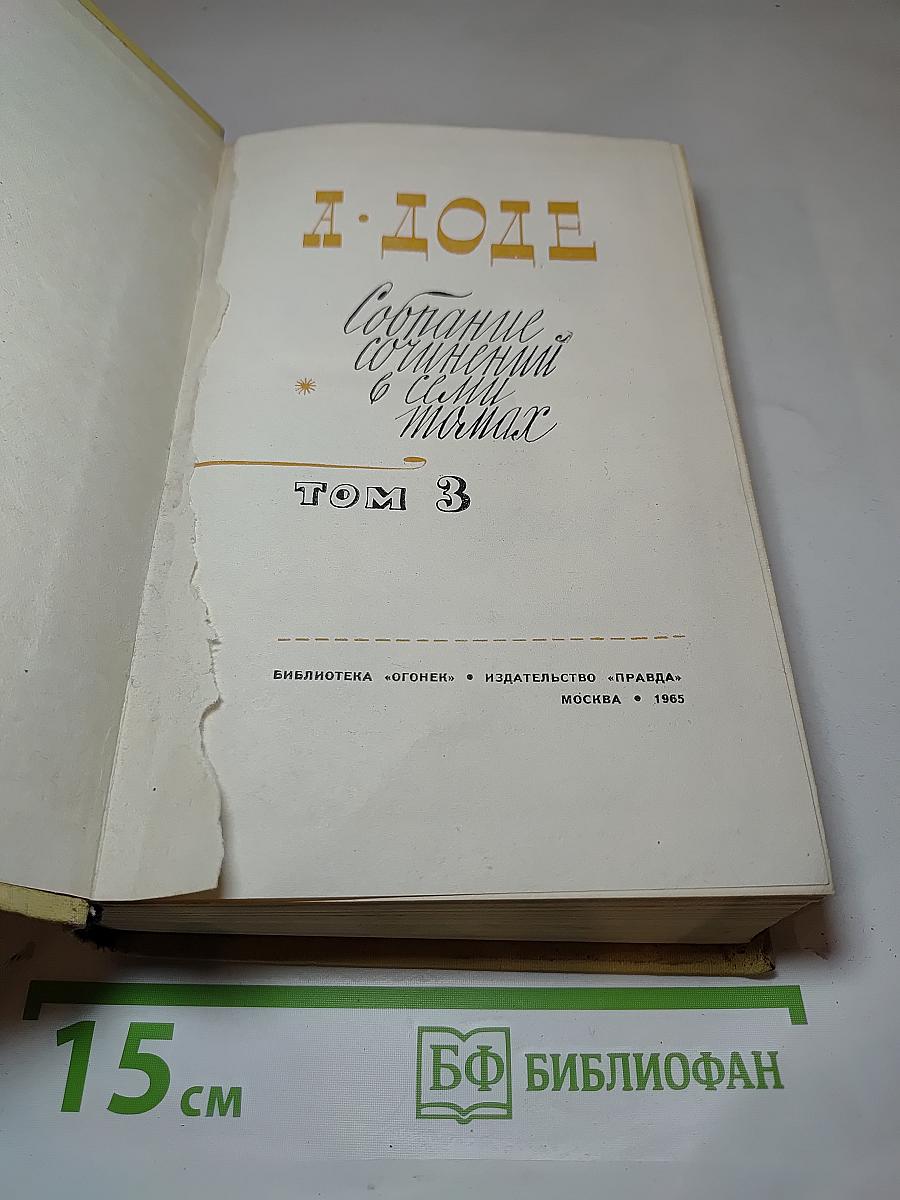 А • ДОДЕ
Собрание
сочинений
в семи
томах
ТОМ 3
БИБЛИОТЕКА «ОГОНЕК» • ИЗДАТЕЛЬСТВО «ПРАВДА»
МОСКВА • 1965
15 см
БФ БИБЛИОФАН